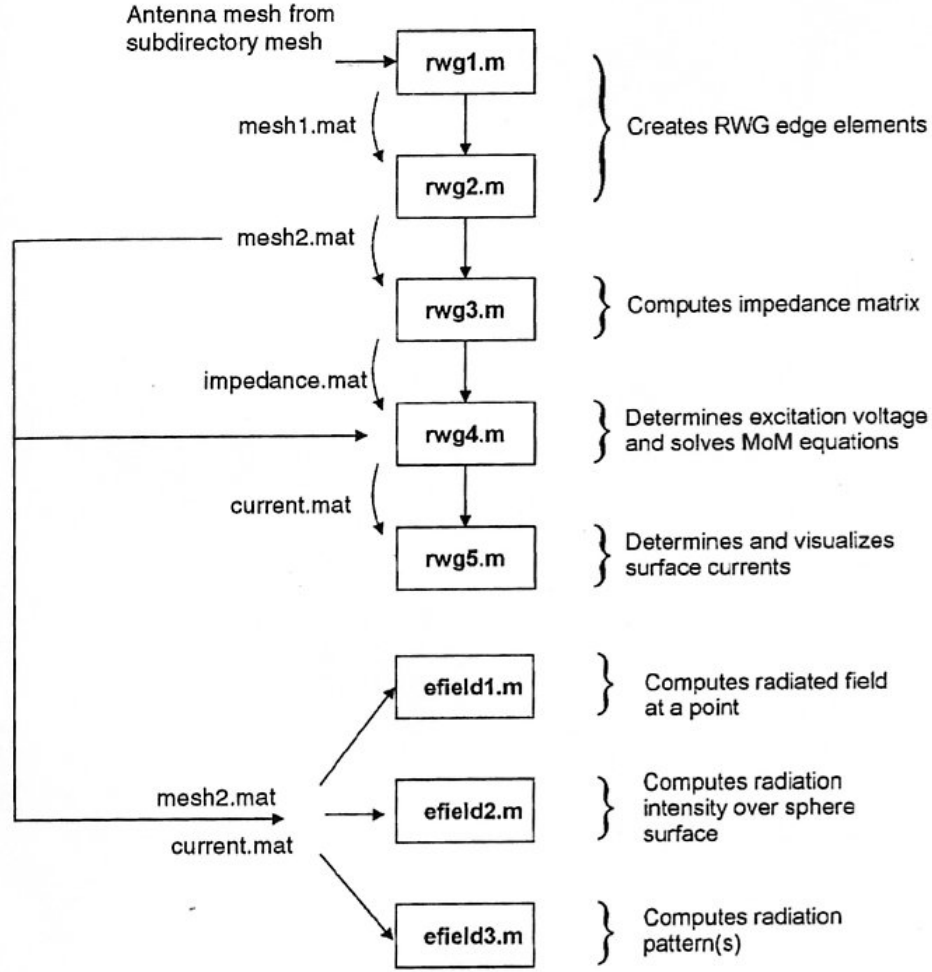 Antenna mesh from
subdirectory mesh
rwg1.m
mesh1.mat
Creates RWG edge elements
rwg2.m
mesh2.mat
rwg3.m
Computes impedance matrix
impedance.mat
rwg4.m
Determines excitation voltage
and solves MoM equations
current.mat
rwg5.m
Determines and visualizes
surface currents
efield1.m
Computes radiated field
at a point
mesh2.mat
current.mat
efield2.m
Computes radiation
intensity over sphere
surface
efield3.m
Computes radiation
pattern(s)